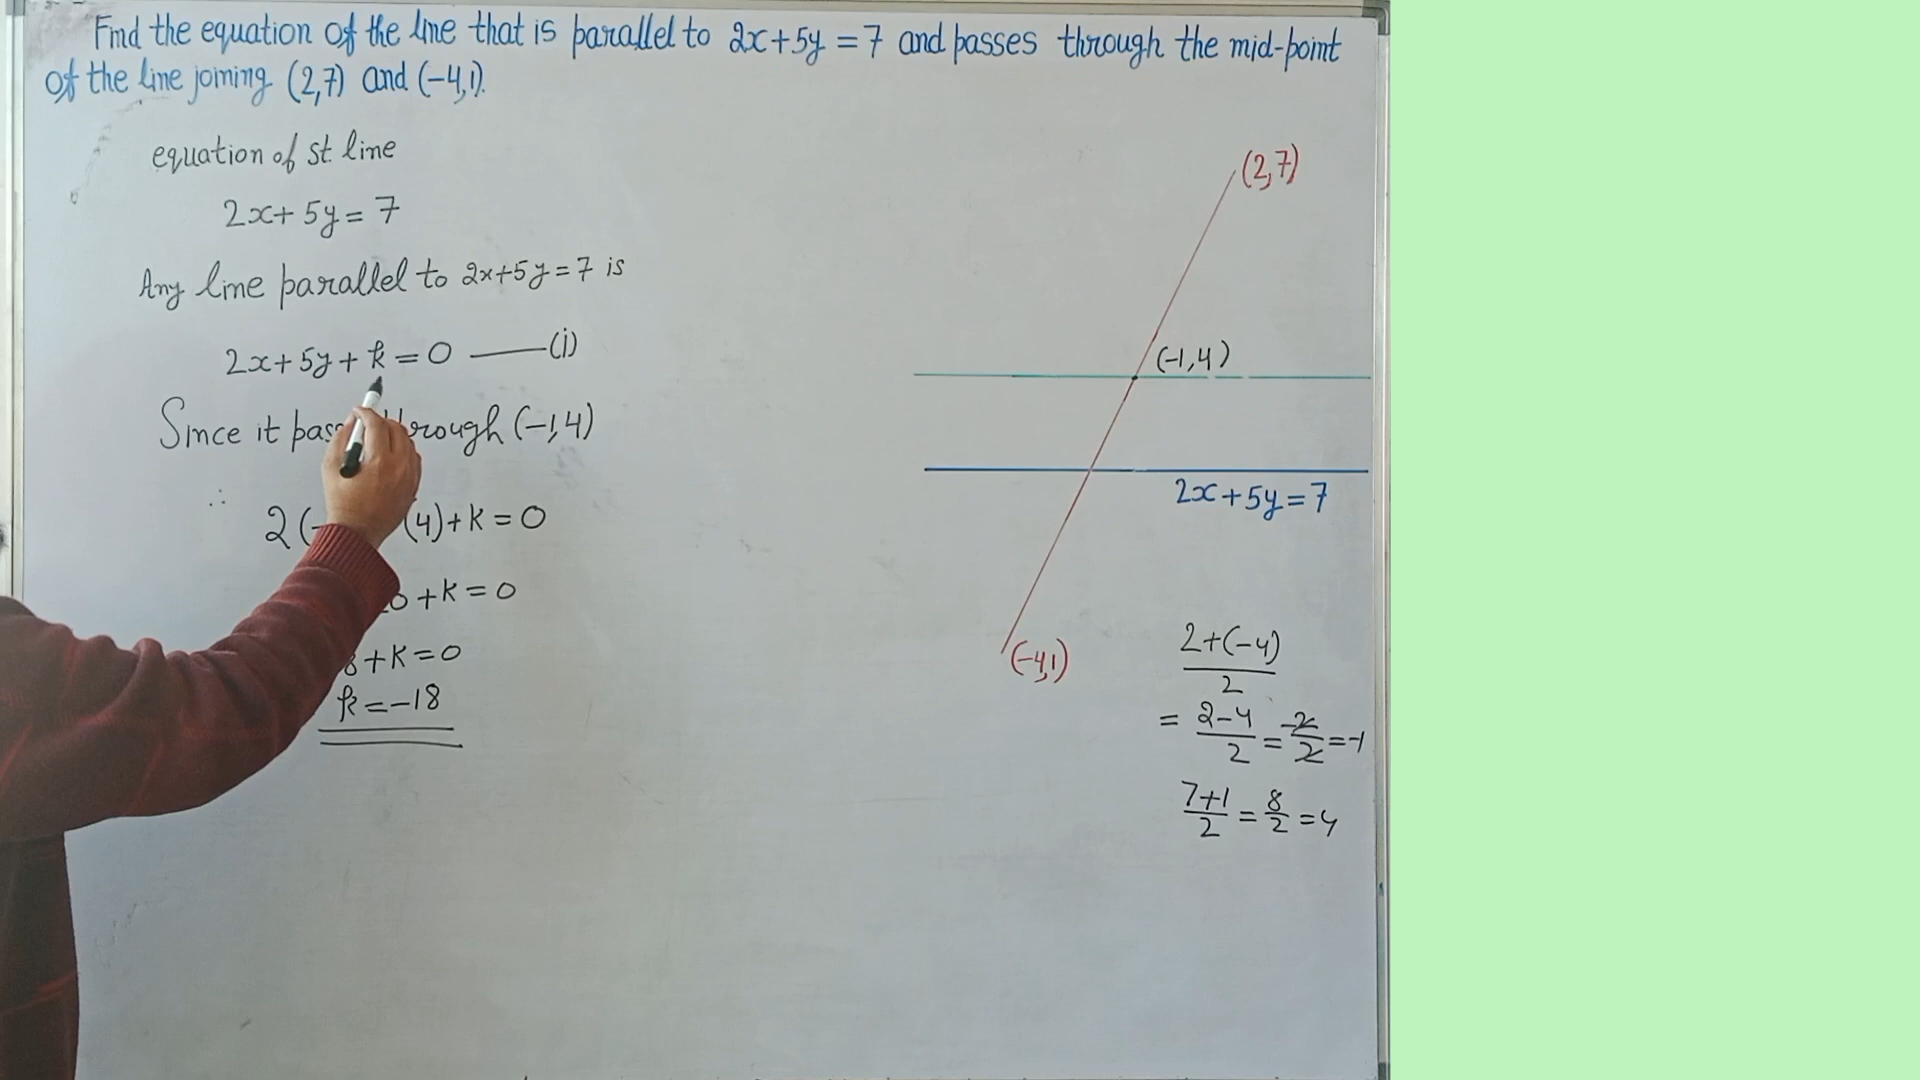 Find the equation of the line that is parallel to 2x+5y=7 and passes through the mid-point
of the line joining (2,7) and (-4,1).
equation of st. line
2x+5y=7
Any line parallel to 2x+5y=7 is
2x+5y+k=0 ——(i)
Since it through (-1,4)
∴ 2(- (4)+k=0
+k=0
8+k=0
k=-18
(2,7)
(-1,4)
2x+5y=7
(-4,1)
2+(-4)
2
= 2-4/2 = -2/2 = -1
7+1/2 = 8/2 = 4